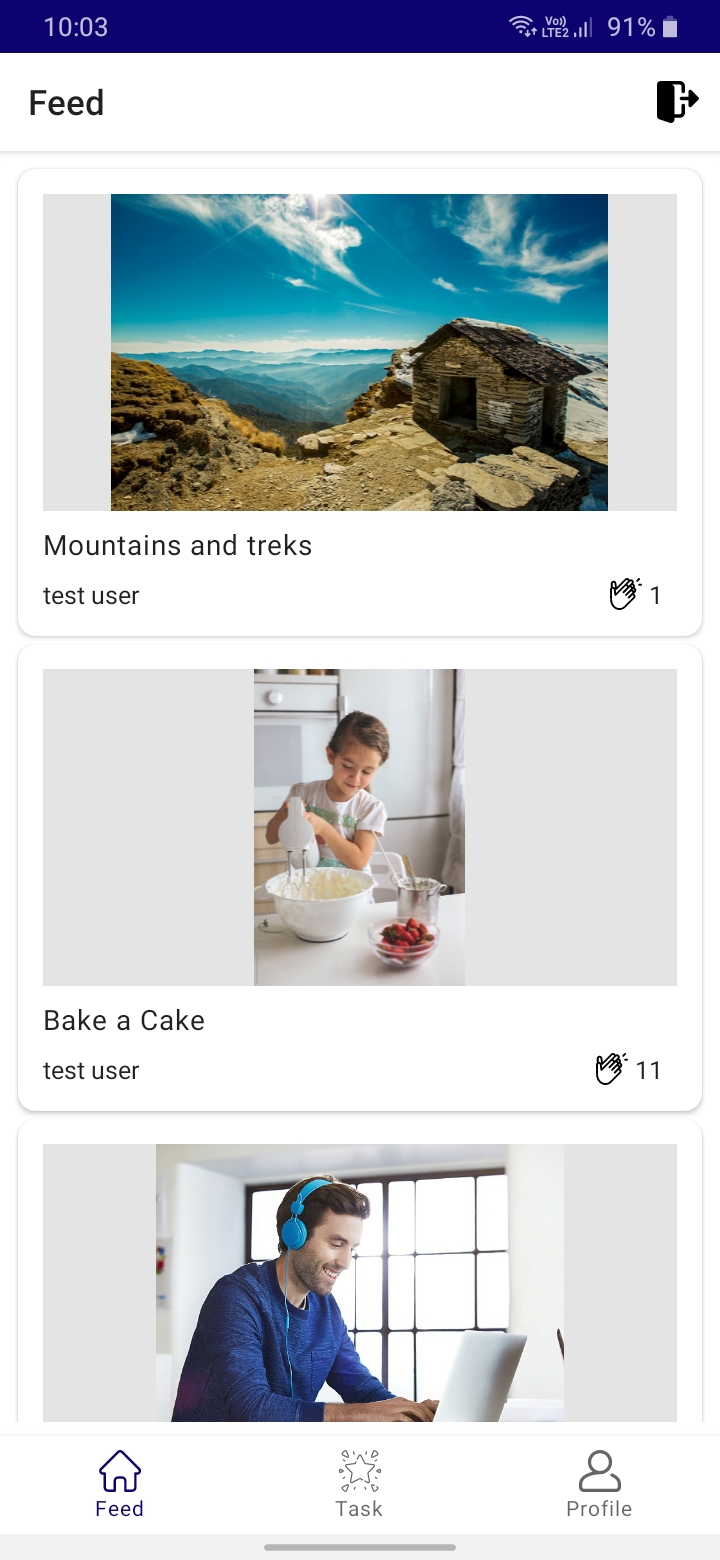 10:03
Vo))
LTE2
91%
Feed
Mountains and treks
test user
1
Bake a Cake
test user
11
Feed
Task
Profile